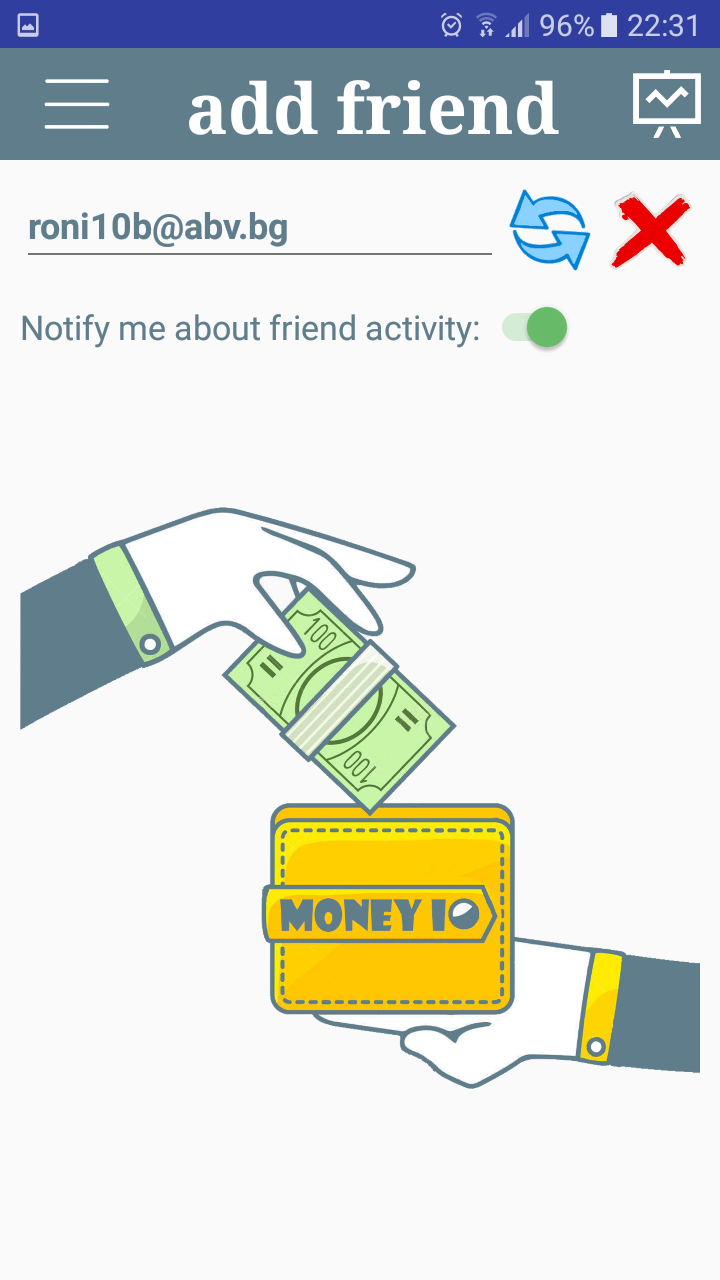 96% 22:31
add friend
roni10b@abv.bg
Notify me about friend activity:
100
100
MONEY IO